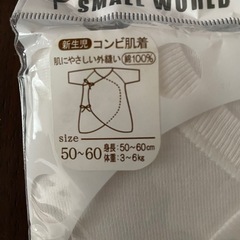 SMALL WORLD
新生児 コンビ肌着
肌にやさしい外縫い 綿100%
size
50~60 身長:50~60cm
体重:3~6kg